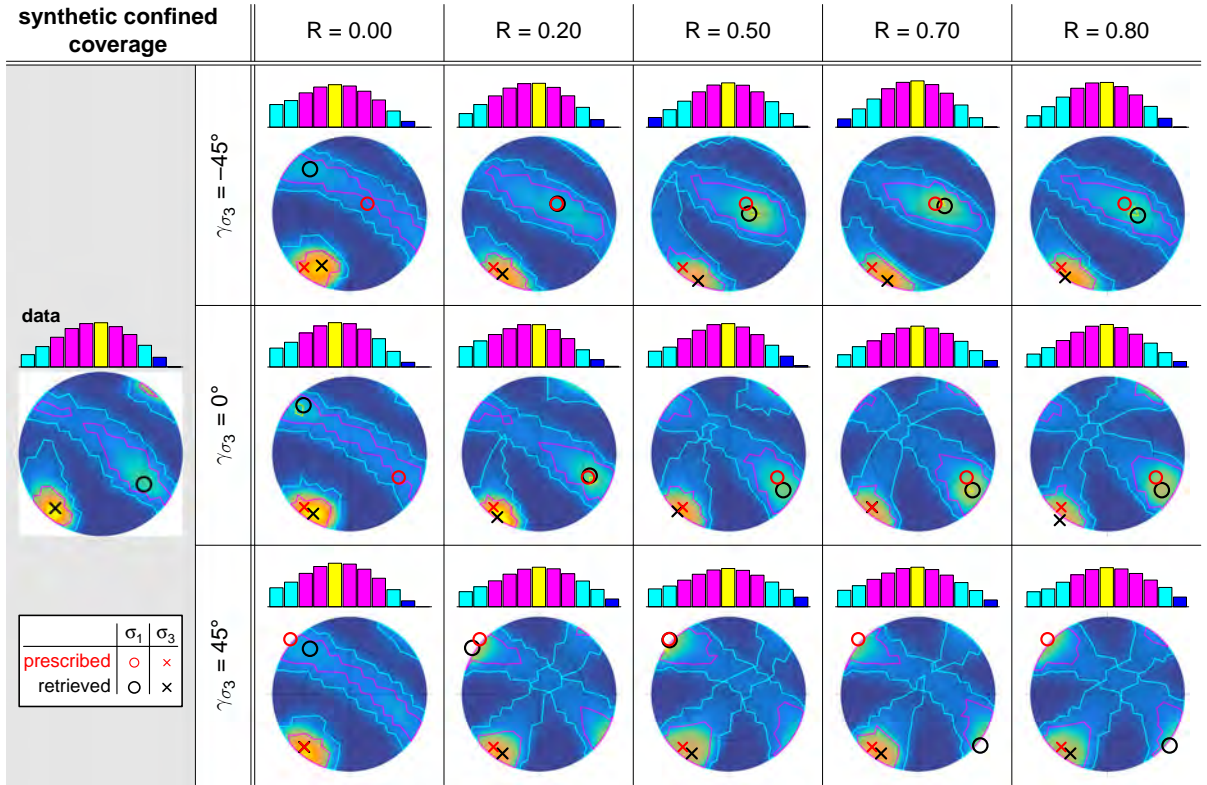 synthetic confined
coverage
R = 0.00
R = 0.20
R = 0.50
R = 0.70
R = 0.80
γσ₃ = −45°
data
γσ₃ = 0°
γσ₃ = 45°
σ₁ σ₃
prescribed
retrieved